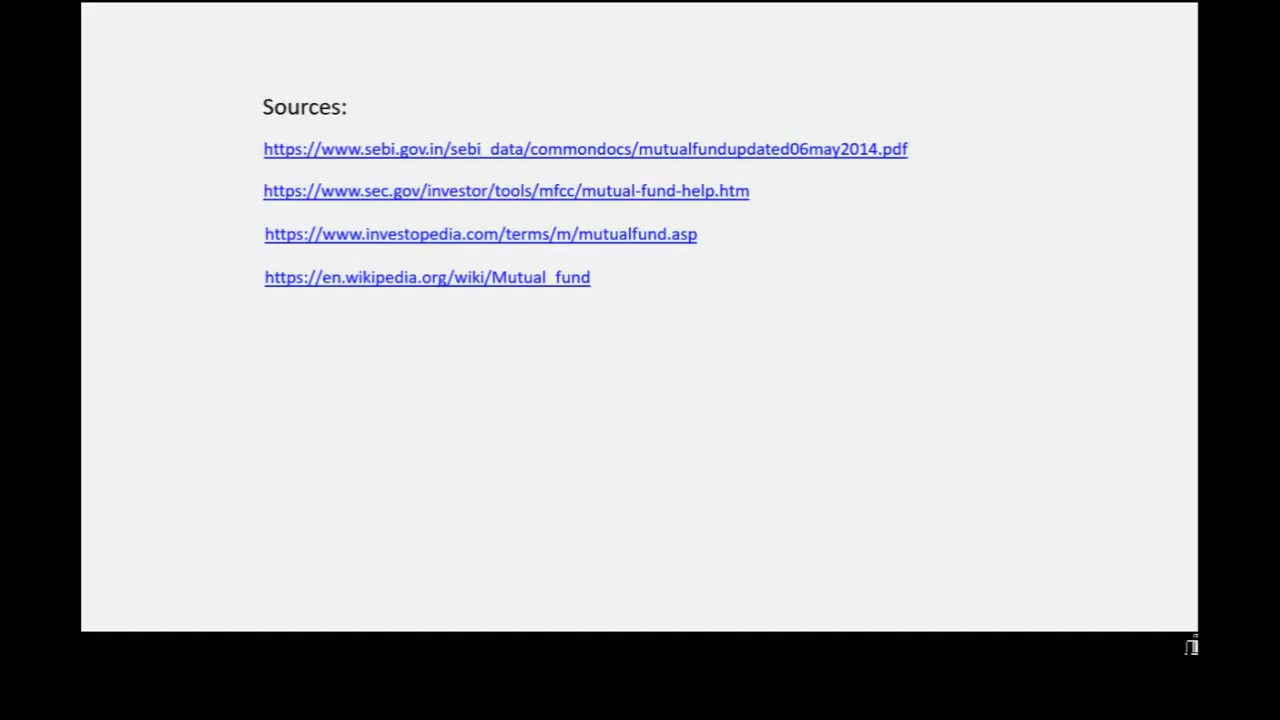 Sources:
https://www.sebi.gov.in/sebi_data/commondocs/mutualfundupdated06may2014.pdf
https://www.sec.gov/investor/tools/mfcc/mutual-fund-help.htm
https://www.investopedia.com/terms/m/mutualfund.asp
https://en.wikipedia.org/wiki/Mutual_fund